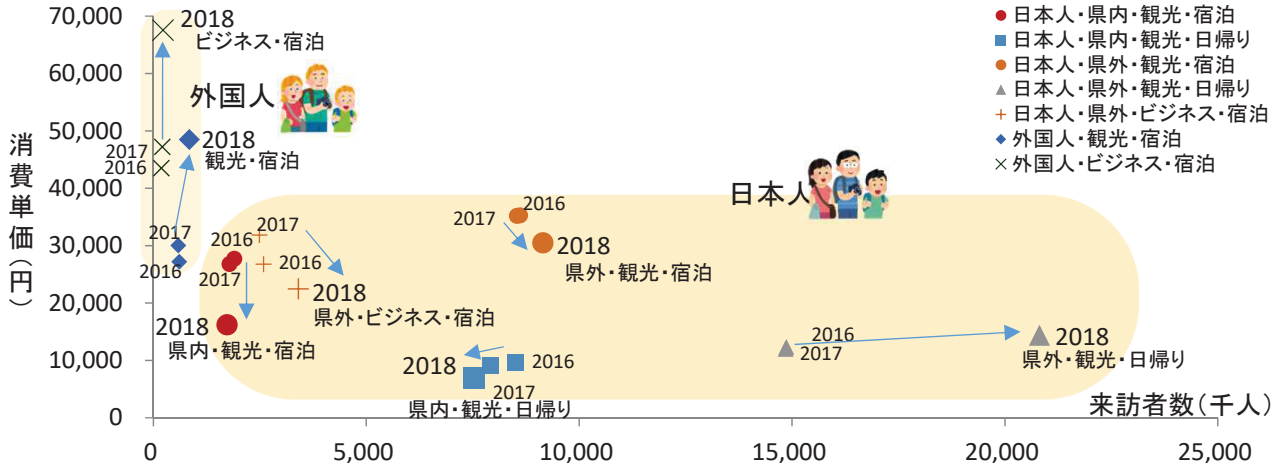 消費単価(円)
70,000
60,000
50,000
40,000
30,000
20,000
10,000
0
2018
ビジネス・宿泊
外国人
2017
2016
2018
観光・宿泊
2017
2016
2016
2017
2018
県内・観光・宿泊
2017
2016
2018
県外・ビジネス・宿泊
日本人
2016
2017
2018
県外・観光・宿泊
2018
2016
2017
県内・観光・日帰り
2016
2017
2018
県外・観光・日帰り
●日本人・県内・観光・宿泊
■日本人・県内・観光・日帰り
●日本人・県外・観光・宿泊
▲日本人・県外・観光・日帰り
+日本人・県外・ビジネス・宿泊
◆外国人・観光・宿泊
×外国人・ビジネス・宿泊
来訪者数(千人)
0
5,000
10,000
15,000
20,000
25,000